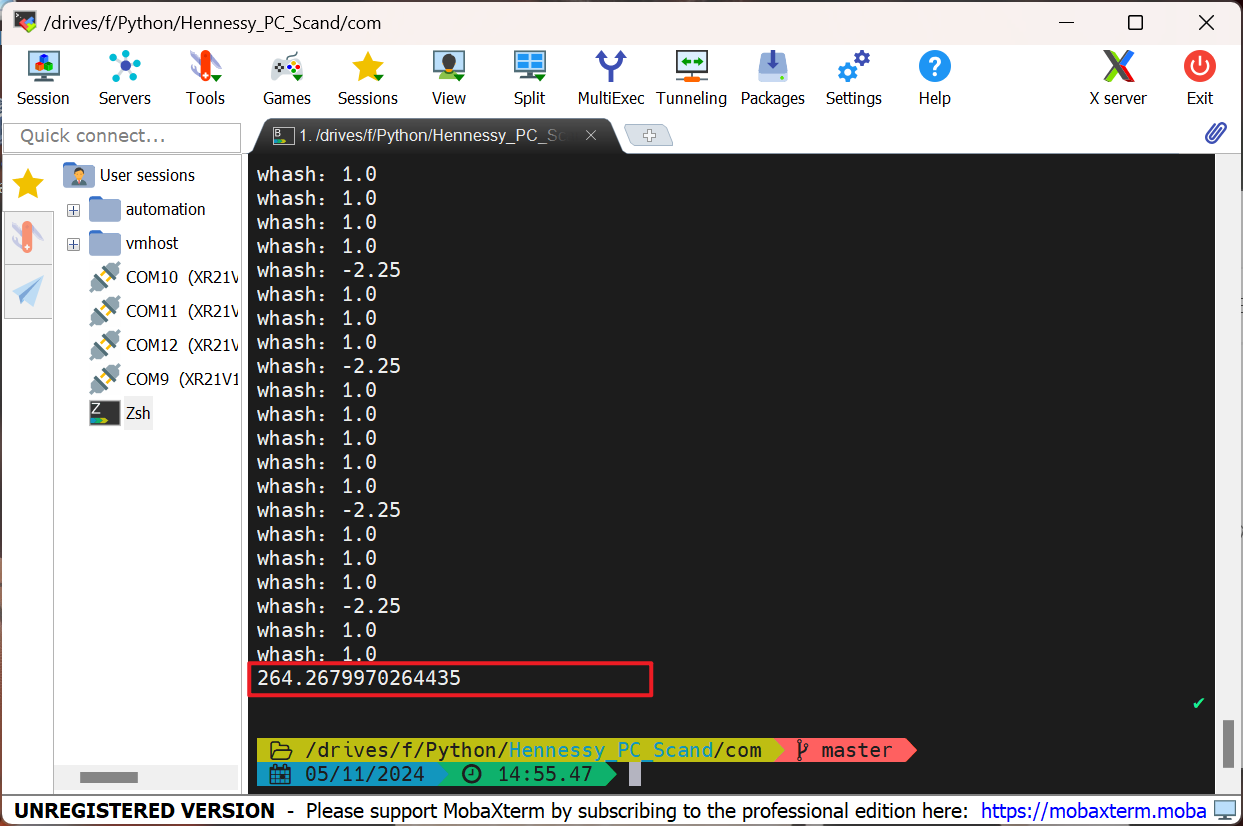 /drives/f/Python/Hennessy_PC_Scand/com
Session Servers Tools Games Sessions View Split MultiExec Tunneling Packages Settings Help X server Exit
Quick connect...
1. /drives/f/Python/Hennessy_PC_Sc
User sessions
automation
vmhost
COM10 (XR21V
COM11 (XR21V
COM12 (XR21V
COM9 (XR21V1
Zsh
whash：1.0
whash：1.0
whash：1.0
whash：1.0
whash：-2.25
whash：1.0
whash：1.0
whash：1.0
whash：-2.25
whash：1.0
whash：1.0
whash：1.0
whash：1.0
whash：1.0
whash：-2.25
whash：1.0
whash：1.0
whash：1.0
whash：-2.25
whash：1.0
whash：1.0
264.2679970264435
/drives/f/Python/Hennessy_PC_Scand/com master
05/11/2024 14:55.47
UNREGISTERED VERSION - Please support MobaXterm by subscribing to the professional edition here: https://mobaxterm.moba